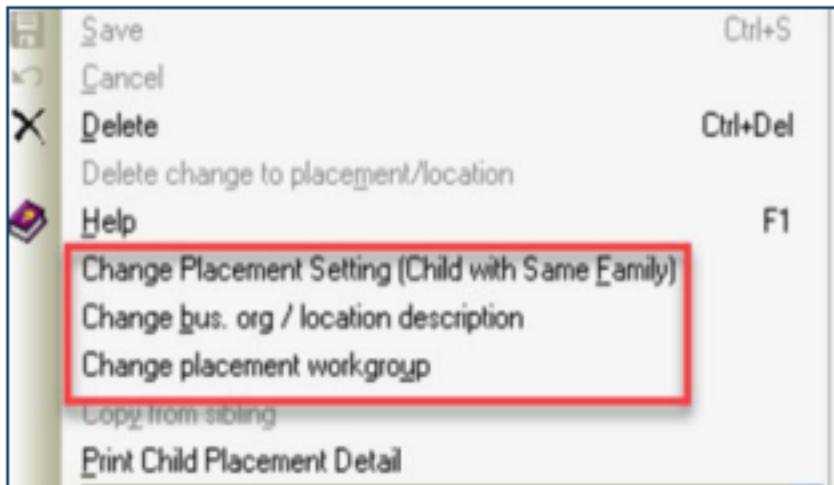 Save Ctrl+S
Cancel
Delete Ctrl+Del
Delete change to placement/location
Help F1
Change Placement Setting (Child with Same Family)
Change bus. org / location description
Change placement workgroup
Copy from sibling
Print Child Placement Detail